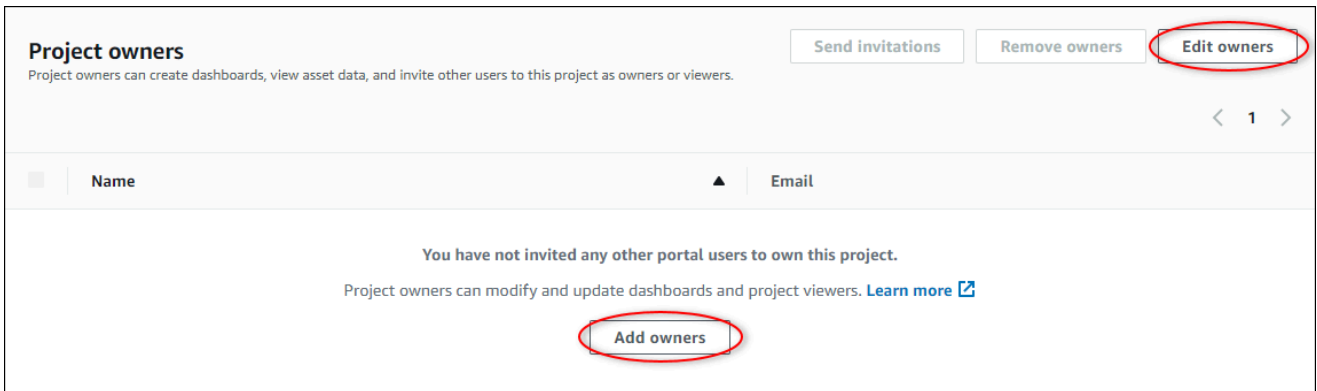 Project owners
Send invitations
Remove owners
Edit owners
Project owners can create dashboards, view asset data, and invite other users to this project as owners or viewers.
1
Name
Email
You have not invited any other portal users to own this project.
Project owners can modify and update dashboards and project viewers. Learn more
Add owners